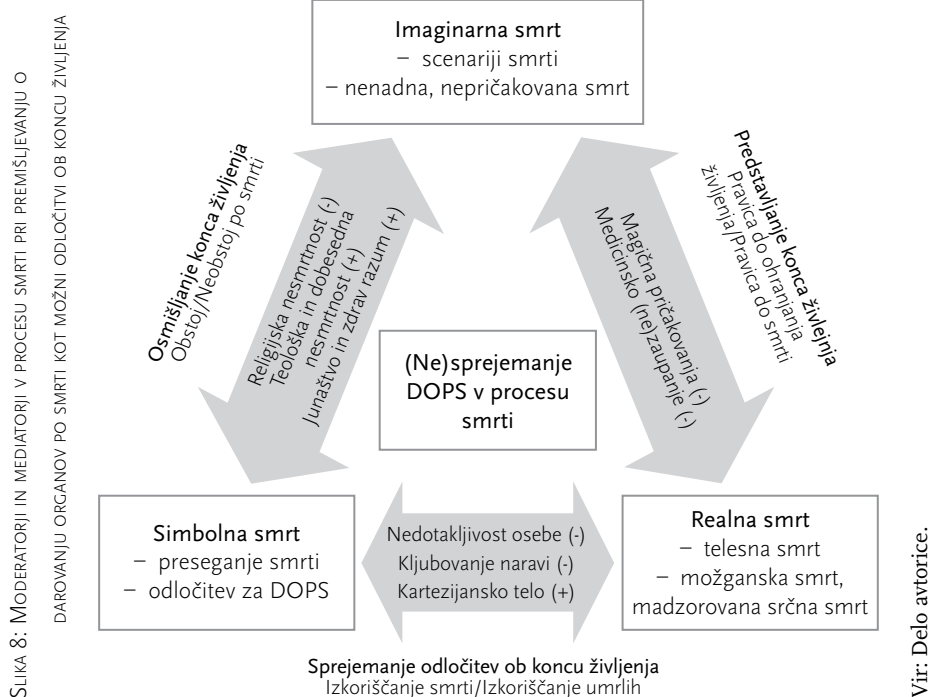 Slika 8: Moderatorji in mediatorji v procesu smrti pri premišljevanju o
darovanju organov po smrti kot možni odločitvi ob koncu življenja
Imaginarna smrt
– scenariji smrti
– nenadna, nepričakovana smrt
Osmišljanje konca življenja
Obstoj/Neobstoj po smrti
Religijska nesmrtnost (-)
Teološka in dobesedna
nesmrtnost (+)
Junaštvo in zdrav razum (+)
Predstavljanje konca živlejnja
Pravica do ohranjanja
življenja/Pravica do smrti
Magična pričakovanja (-)
Medicinsko (ne)zaupanje (-)
(Ne)sprejemanje
DOPS v procesu
smrti
Simbolna smrt
– preseganje smrti
– odločitev za DOPS
Nedotakljivost osebe (-)
Kljubovanje naravi (-)
Kartezijansko telo (+)
Realna smrt
– telesna smrt
– možganska smrt,
madzorovana srčna smrt
Sprejemanje odločitev ob koncu življenja
Izkoriščanje smrti/Izkoriščanje umrlih
Vir: Delo avtorice.